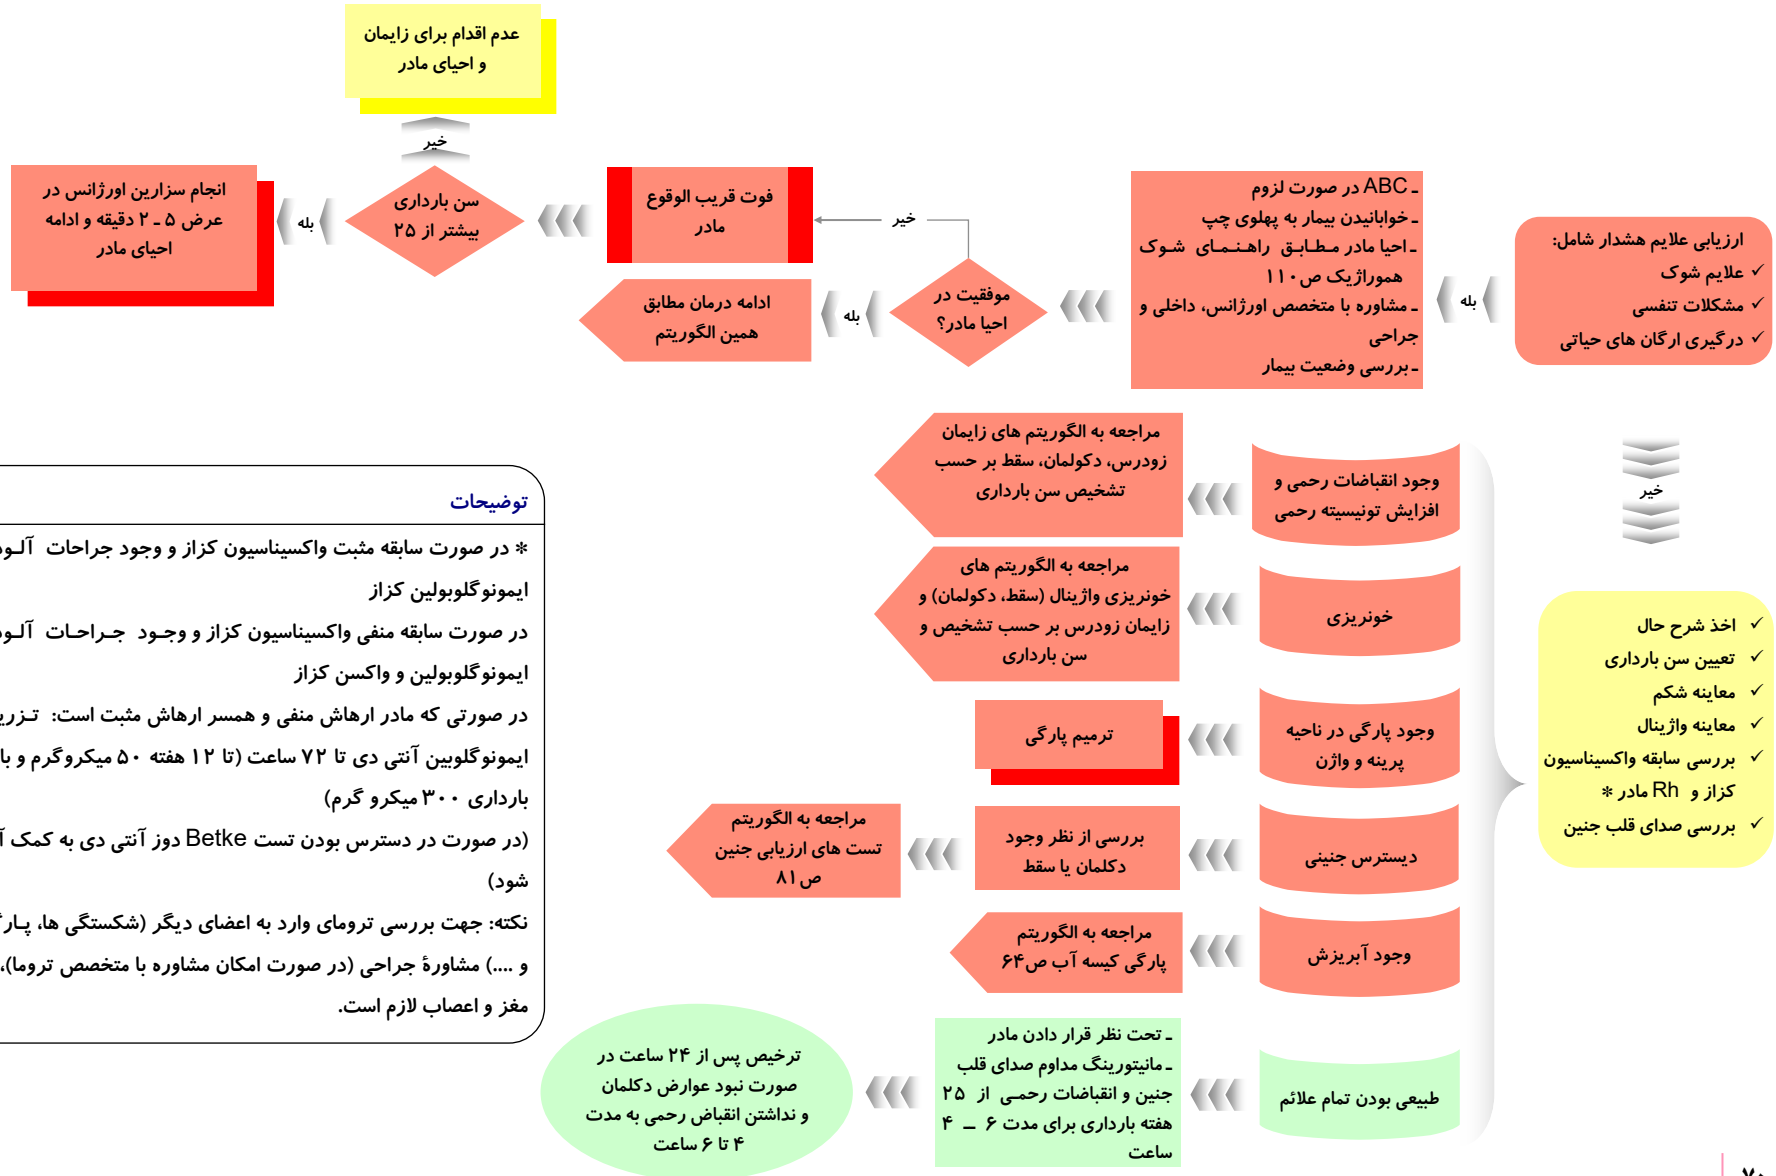 عدم اقدام برای زایمان
و احیای مادر
خیر
ارزیابی علایم هشدار شامل:
✓ علایم شوک
✓ مشکلات تنفسی
✓ درگیری ارگان های حیاتی
بله
ـ ABC در صورت لزوم
ـ خوابانیدن بیمار به پهلوی چپ
ـ احیا مادر مطابق راهنمای شوک
هموراژیک ص۱۱۰
ـ مشاوره با متخصص اورژانس، داخلی و
جراحی
ـ بررسی وضعیت بیمار
موفقیت در
احیا مادر؟
خیر
بله
فوت قریب الوقوع
مادر
ادامه درمان مطابق
همین الگوریتم
سن بارداری
بیشتر از ۲۵
بله
انجام سزارین اورژانس در
عرض ۵ ـ ۲ دقیقه و ادامه
احیای مادر
خیر
✓ اخذ شرح حال
✓ تعیین سن بارداری
✓ معاینه شکم
✓ معاینه واژینال
✓ بررسی سابقه واکسیناسیون
کزاز و Rh مادر *
✓ بررسی صدای قلب جنین
وجود انقباضات رحمی و
افزایش تونیسیته رحمی
مراجعه به الگوریتم های زایمان
زودرس، دکولمان، سقط بر حسب
تشخیص سن بارداری
خونریزی
مراجعه به الگوریتم های
خونریزی واژینال (سقط، دکولمان) و
زایمان زودرس بر حسب تشخیص و
سن بارداری
وجود پارگی در ناحیه
پرینه و واژن
ترمیم پارگی
دیسترس جنینی
بررسی از نظر وجود
دکلمان یا سقط
مراجعه به الگوریتم
تست های ارزیابی جنین
ص۸۱
وجود آبریزش
مراجعه به الگوریتم
پارگی کیسه آب ص۶۴
طبیعی بودن تمام علائم
ـ تحت نظر قرار دادن مادر
ـ مانیتورینگ مداوم صدای قلب
جنین و انقباضات رحمی از ۲۵
هفته بارداری برای مدت ۶ ــ ۴
ساعت
ترخیص پس از ۲۴ ساعت در
صورت نبود عوارض دکلمان
و نداشتن انقباض رحمی به مدت
۴ تا ۶ ساعت
توضیحات
* در صورت سابقه مثبت واکسیناسیون کزاز و وجود جراحات
ایمونوگلوبولین کزاز
در صورت سابقه منفی واکسیناسیون کزاز و وجود جراحات
ایمونوگلوبولین و واکسن کزاز
در صورتی که مادر ارهاش منفی و همسر ارهاش مثبت است:
ایمونوگلوبین آنتی دی تا ۷۲ ساعت (تا ۱۲ هفته ۵۰ میکروگرم و
بارداری ۳۰۰ میکرو گرم)
(در صورت در دسترس بودن تست Betke دوز آنتی دی به کمک
شود)
نکته: جهت بررسی ترومای وارد به اعضای دیگر (شکستگی ها،
و ....) مشاورهٔ جراحی (در صورت امکان مشاوره با متخصص تروما)،
مغز و اعصاب لازم است.